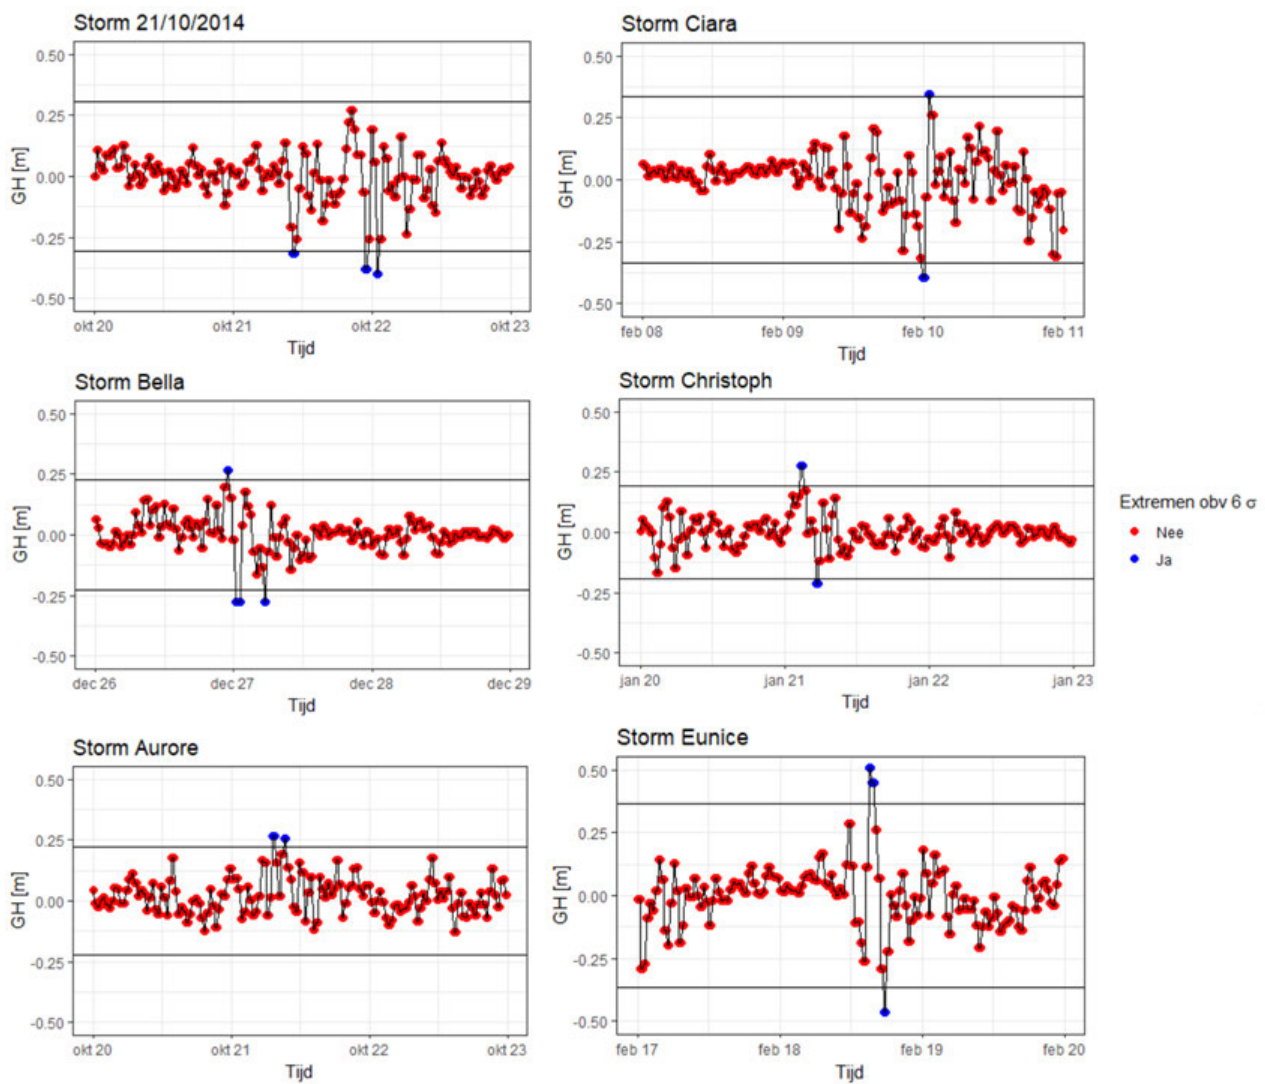 Storm 21/10/2014
GH [m]
0.50
0.25
0.00
-0.25
-0.50
okt 20 okt 21 okt 22 okt 23
Tijd
Storm Ciara
GH [m]
0.50
0.25
0.00
-0.25
-0.50
feb 08 feb 09 feb 10 feb 11
Tijd
Storm Bella
GH [m]
0.50
0.25
0.00
-0.25
-0.50
dec 26 dec 27 dec 28 dec 29
Tijd
Storm Christoph
GH [m]
0.50
0.25
0.00
-0.25
-0.50
jan 20 jan 21 jan 22 jan 23
Tijd
Extremen obv 6 σ
Nee
Ja
Storm Aurore
GH [m]
0.50
0.25
0.00
-0.25
-0.50
okt 20 okt 21 okt 22 okt 23
Tijd
Storm Eunice
GH [m]
0.50
0.25
0.00
-0.25
-0.50
feb 17 feb 18 feb 19 feb 20
Tijd